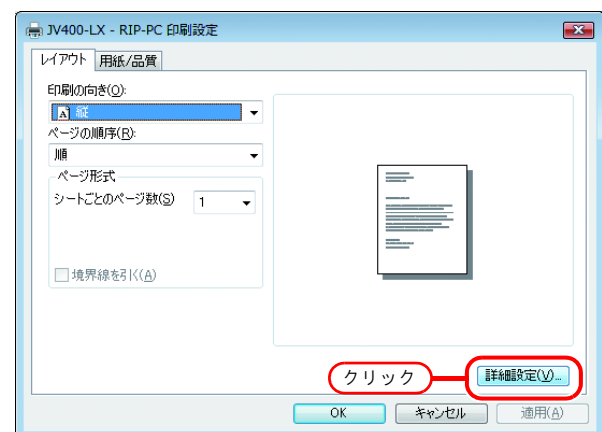 JV400-LX - RIP-PC 印刷設定
レイアウト 用紙/品質
印刷の向き(O):
縦
ページの順序(R):
順
ページ形式
シートごとのページ数(S) 1
境界線を引く(A)
クリック 詳細設定(V)...
OK キャンセル 適用(A)